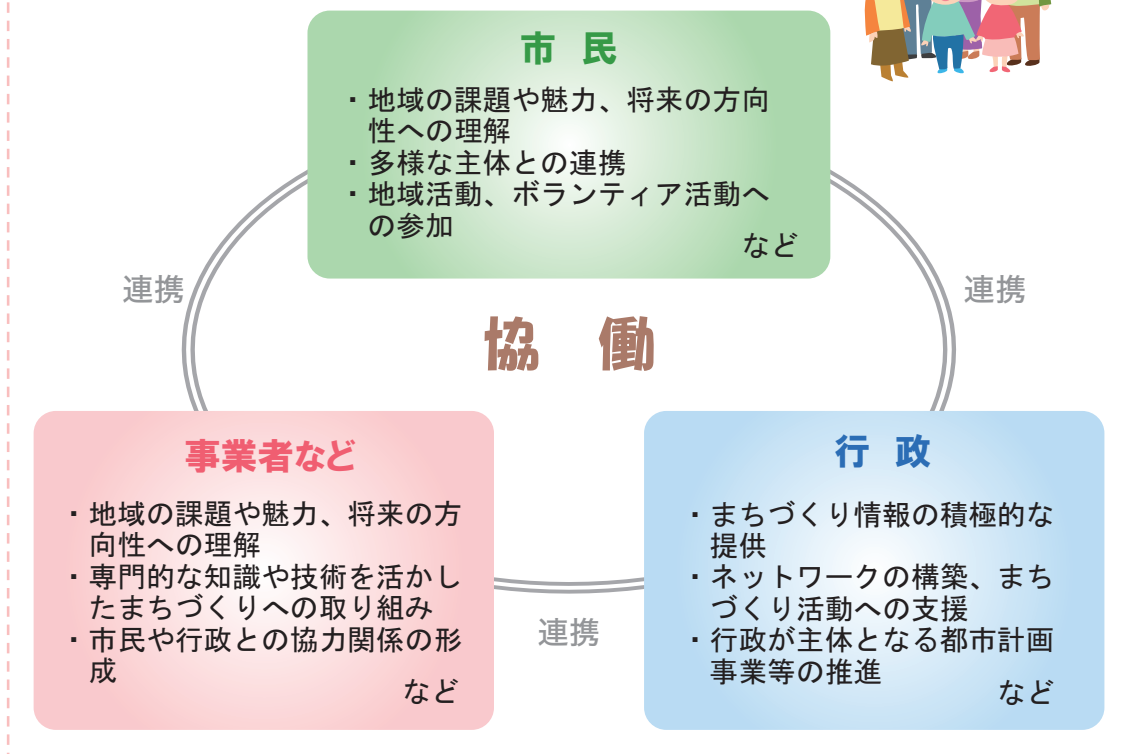 市 民
・地域の課題や魅力、将来の方向
性への理解
・多様な主体との連携
・地域活動、ボランティア活動へ
の参加
など
連携
連携
協 働
事業者など
・地域の課題や魅力、将来の方
向性への理解
・専門的な知識や技術を活かし
たまちづくりへの取り組み
・市民や行政との協力関係の形
成
など
行 政
・まちづくり情報の積極的な
提供
・ネットワークの構築、まち
づくり活動への支援
・行政が主体となる都市計画
事業等の推進
など
連携